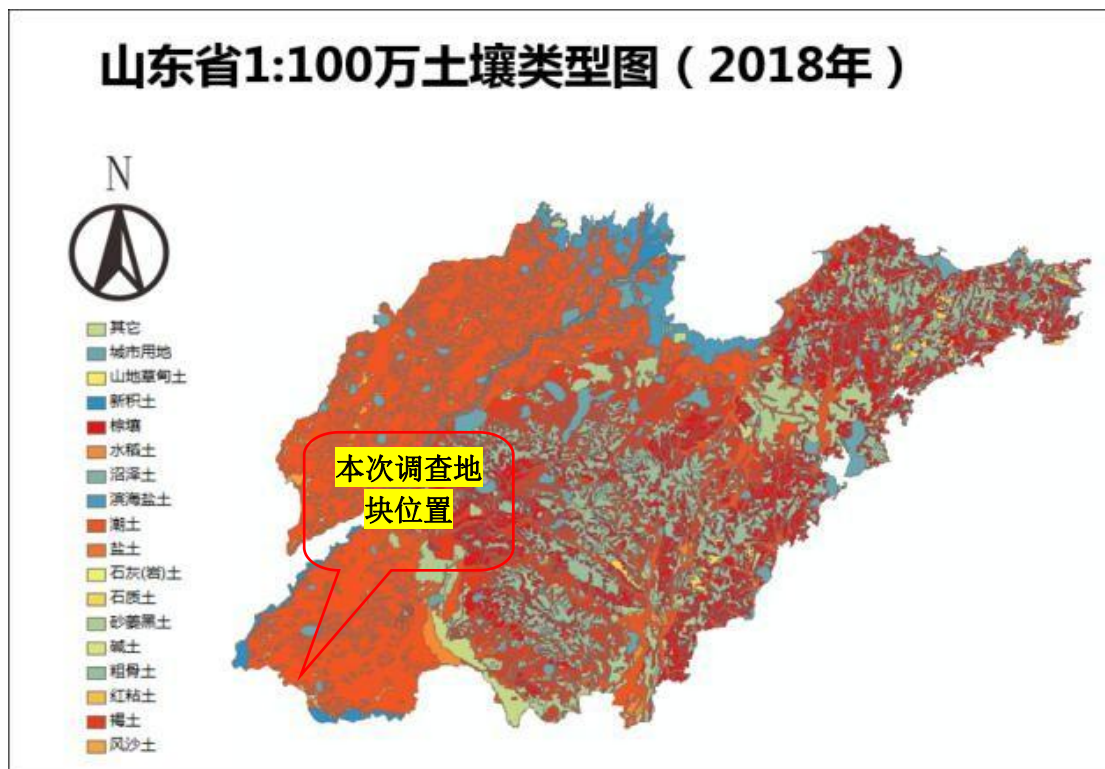 山东省1:100万土壤类型图（2018年）
N
其它
城市用地
山地草甸土
新积土
棕壤
水稻土
沼泽土
滨海盐土
潮土
盐土
石灰(岩)土
石质土
砂姜黑土
碱土
粗骨土
红粘土
褐土
风沙土
本次调查地
块位置